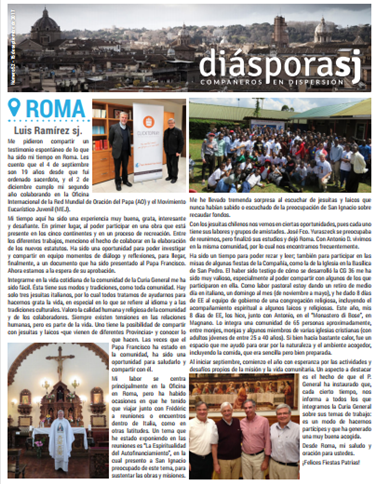 diásporasj
COMPAÑEROS EN DISPERSIÓN
ROMA
Luis Ramírez sj.
Me pidieron compartir un
testimonio espontáneo de lo que
ha sido mi tiempo en Roma. Les
cuento que el 4 de septiembre
son 19 años desde que fui
ordenado sacerdote, y el 2 de
diciembre cumplo mi segundo
año colaborando en la Oficina
Internacional de la Red Mundial de Oración del Papa (AO) y el Movimiento
Eucarístico Juvenil (MEJ).
Mi tiempo aquí ha sido una experiencia muy buena, grata, interesante
y desafiante. En primer lugar, al poder participar en una obra que está
presente en los cinco continentes y en un proceso de recreación. Entre
los diferentes trabajos, menciono el hecho de colaborar en la elaboración
de los nuevos estatutos. Ha sido una oportunidad para poder investigar
y compartir en equipo momentos de diálogo y reflexiones, para llegar,
finalmente, a un documento que ha sido presentado al Papa Francisco.
Ahora estamos a la espera de su aprobación.
Integrarme en la vida cotidiana de la comunidad de la Curia General me ha
sido fácil. Ésta tiene sus modos y tradiciones, como toda comunidad. Hay
sólo tres jesuitas italianos, por lo cual todos tratamos de ayudarnos para
hacernos grata la vida, en especial en lo que se refiere al idioma y a las
tradiciones culturales. Valoro la calidad humana y religiosa de la comunidad
y de los colaboradores. Siempre existen tensiones en las relaciones
humanas, pero es parte de la vida. Uno tiene la posibilidad de compartir
con jesuitas y laicos que vienen de diferentes Provincias y conocer lo
que hacen. Las veces que el
Papa Francisco ha estado en
la comunidad, ha sido una
oportunidad para saludarlo y
compartir con él.
Mi labor se centra
principalmente en la Oficina
en Roma, pero ha habido
ocasiones en que he tenido
que viajar junto con Frédéric
a reuniones o encuentros
dentro de Italia, como en
otras latitudes. Un tema que
he estado exponiendo en las
reuniones es "La Espiritualidad
del Autofinanciamiento", en la
cual presento a San Ignacio
preocupado de este tema, para
sustentar las obras y misiones.
Me he llevado tremenda sorpresa al escuchar de jesuitas y laicos que
nunca habían sabido o escuchado de la preocupación de San Ignacio sobre
recaudar fondos.
Con los jesuitas chilenos nos vemos en ciertas oportunidades, pues cada uno
tiene sus labores y grupos de amistades. José Fco. Yuraszeck se preocupaba
de reunirnos, pero finalizó sus estudios y dejó Roma. Con Antonio D. vivimos
en la misma comunidad, por lo cual nos encontramos frecuentemente.
Ha sido un tiempo para poder rezar y leer; también para participar en las
misas de algunas fiestas de la Compañía, como la de la Iglesia en la Basílica
de San Pedro. El haber sido testigo de cómo se desarrolló la CG 36 me ha
sido muy valioso, especialmente al poder compartir con algunos de los que
participaron en ella. Como labor pastoral estoy dando un retiro de medio
día en italiano, un domingo al mes (de noviembre a mayo), y he dado 8 días
de EE al equipo de gobierno de una congregación religiosa, incluyendo el
acompañamiento espiritual a algunos laicos y religiosas. Este año, mis
8 días de EE, los hice, junto con Antonio, en el "Monastero di Bose", en
Magnano. Lo integra una comunidad de 65 personas aproximadamente,
entre monjes, monjas y algunos miembros de varias iglesias cristianas (con
adultos jóvenes de entre 25 a 40 años). Si bien hacía bastante calor, fue un
espacio que me ayudó para orar por la naturaleza y el ambiente acogedor,
incluyendo la comida, que era sencilla pero bien preparada.
Al iniciar septiembre, comienzo el año con esperanza por las actividades y
desafíos propios de la misión y la vida comunitaria. Un aspecto a destacar
es el hecho de que el P.
General ha instaurado que,
cada cierto tiempo, nos
informa a todos los que
integramos la Curia General
sobre sus temas de trabajo:
es un modo de hacernos
partícipes y que ha generado
una muy buena acogida.
Desde Roma, mi saludo y
oración para ustedes.
¡Felices Fiestas Patrias!